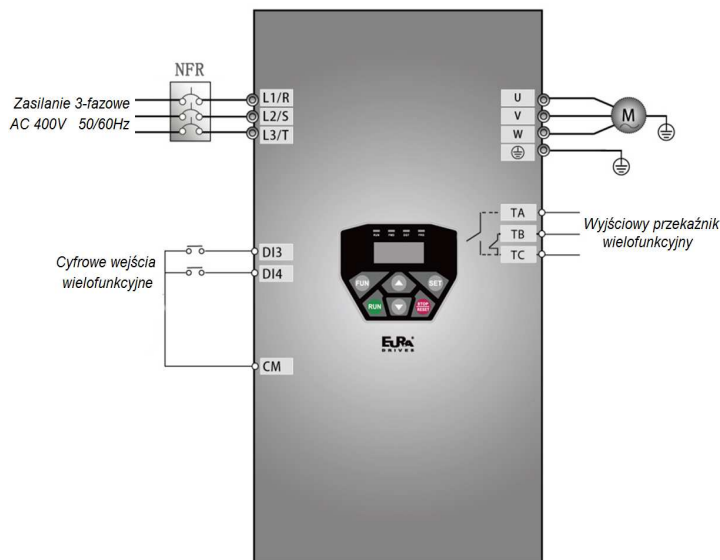 NFR
Zasilanie 3-fazowe
AC 400V 50/60Hz
L1/R
L2/S
L3/T
U
V
W
M
TA
TB
TC
Wyjściowy przekaźnik
wielofunkcyjny
Cyfrowe wejścia
wielofunkcyjne
DI3
DI4
CM
FUN
SET
RUN
STOP
RESET
EURA
DRIVES